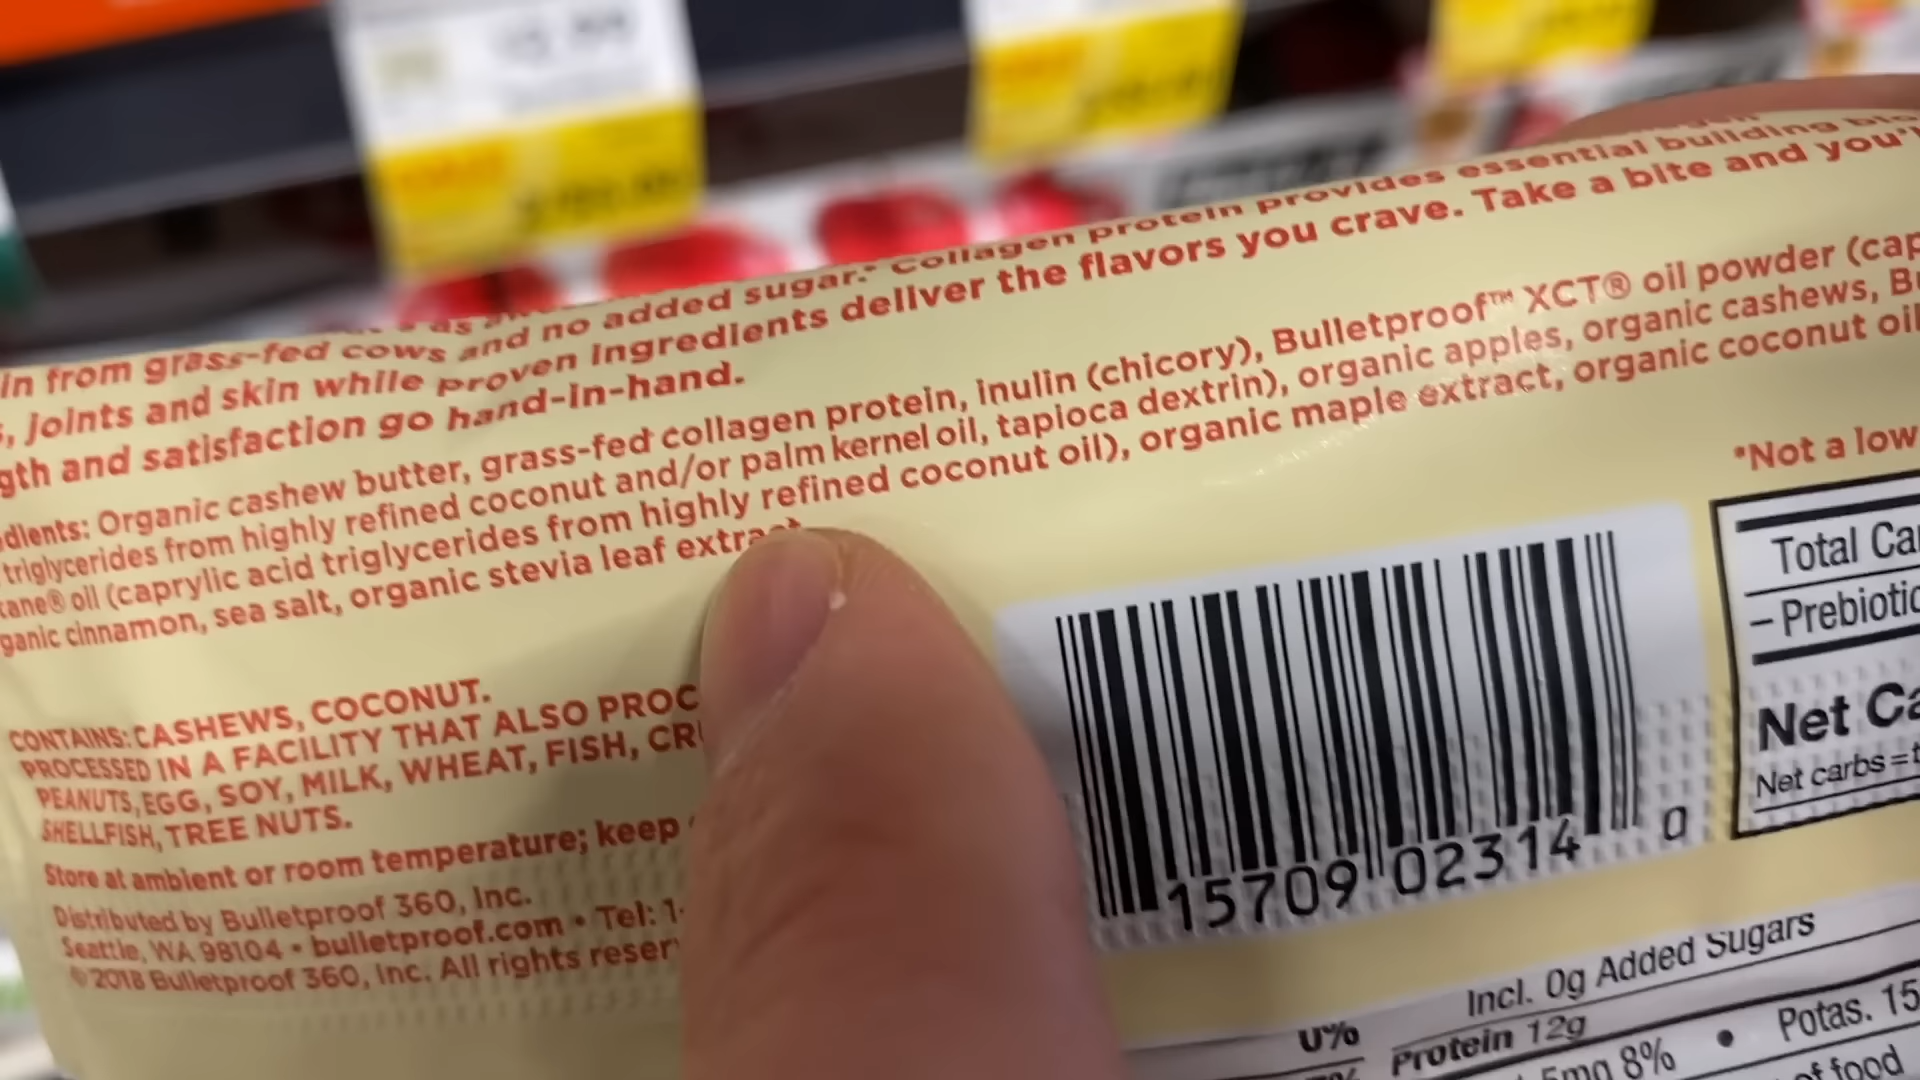 and no added sugar.* Collagen protein provides essential building
in from grass-fed cows
, joints and skin while proven ingredients deliver the flavors you crave. Take a bite and you'l
gth and satisfaction go hand-in-hand.
dients: Organic cashew butter, grass-fed collagen protein, inulin (chicory), Bulletproof™ XCT® oil powder (cap
triglycerides from highly refined coconut and/or palm kernel oil, tapioca dextrin), organic apples, organic cashews, B
ane® oil (caprylic acid triglycerides from highly refined coconut oil), organic maple extract, organic coconut oil
ganic cinnamon, sea salt, organic stevia leaf extract
CONTAINS: CASHEWS, COCONUT.
PROCESSED IN A FACILITY THAT ALSO PROC
PEANUTS, EGG, SOY, MILK, WHEAT, FISH, CRU
SHELLFISH, TREE NUTS.
Store at ambient or room temperature; keep
Distributed by Bulletproof 360, Inc.
Seattle, WA 98104 • bulletproof.com • Tel: 1-
©2018 Bulletproof 360, Inc. All rights reserv
15709 02314 0
*Not a low
Total Ca
– Prebiotic
Net Ca
Net carbs = t
Incl. 0g Added Sugars
0% Protein 12g
5mg 8% • Potas. 15
of food